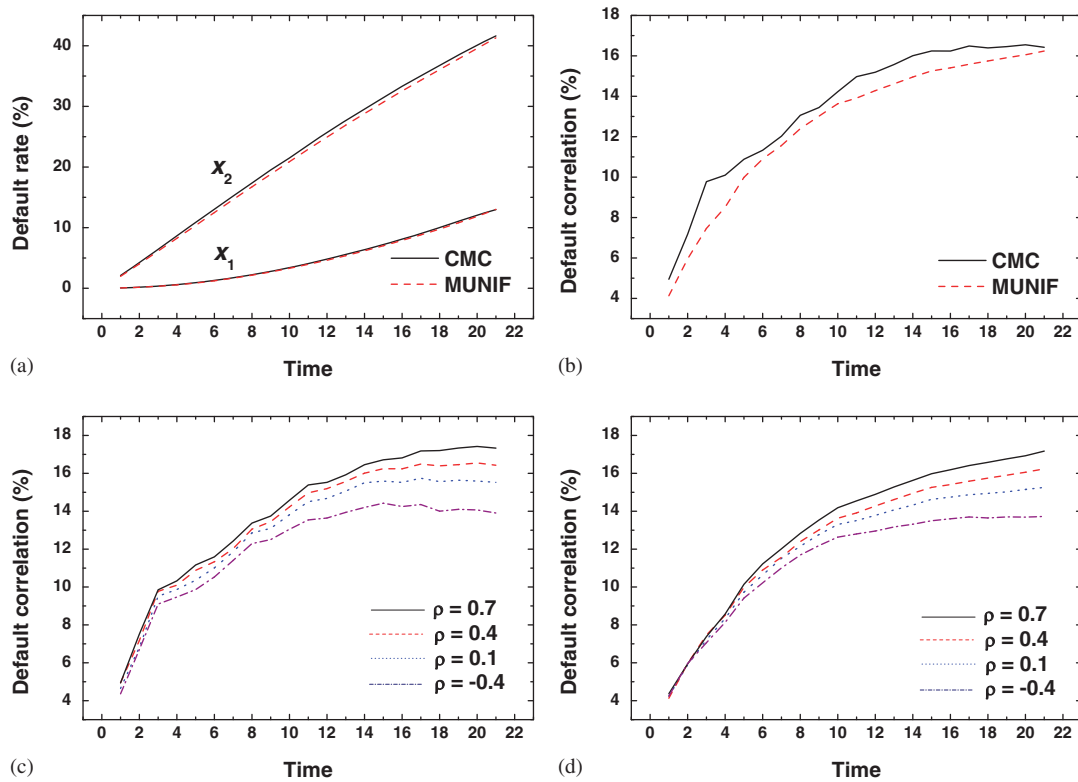 40
30
20
10
0
Default rate (%)
x2
x1
CMC
MUNIF
0 2 4 6 8 10 12 14 16 18 20 22
Time
(a)
18
16
14
12
10
8
6
4
Default correlation (%)
CMC
MUNIF
0 2 4 6 8 10 12 14 16 18 20 22
Time
(b)
18
16
14
12
10
8
6
4
Default correlation (%)
ρ = 0.7
ρ = 0.4
ρ = 0.1
ρ = -0.4
0 2 4 6 8 10 12 14 16 18 20 22
Time
(c)
18
16
14
12
10
8
6
4
Default correlation (%)
ρ = 0.7
ρ = 0.4
ρ = 0.1
ρ = -0.4
0 2 4 6 8 10 12 14 16 18 20 22
Time
(d)